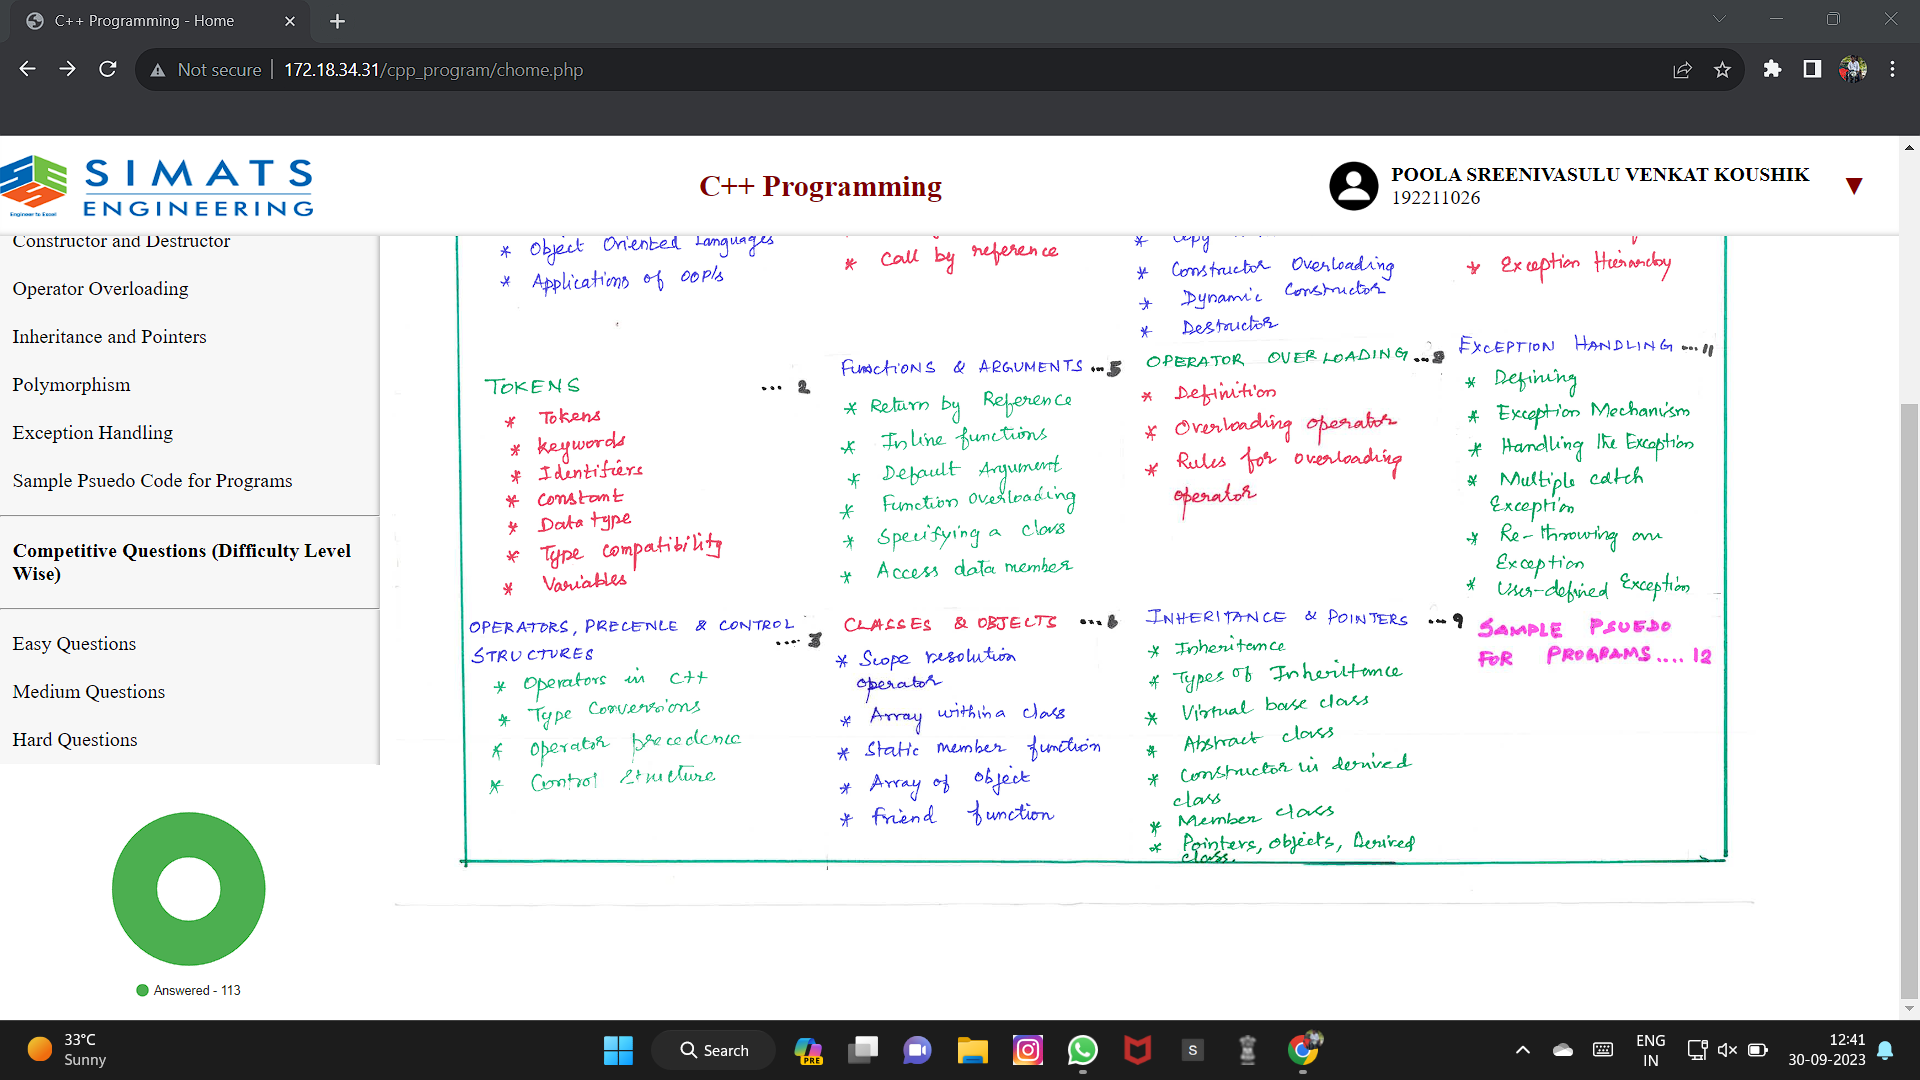 C++ Programming - Home
Not secure
172.18.34.31/cpp_program/chome.php
SIMATS
ENGINEERING
Engineer to Excel
C++ Programming
POOLA SREENIVASULU VENKAT KOUSHIK
192211026
Constructor and Destructor
Operator Overloading
Inheritance and Pointers
Polymorphism
Exception Handling
Sample Psuedo Code for Programs
Competitive Questions (Difficulty Level
Wise)
Easy Questions
Medium Questions
Hard Questions
Answered - 113
* Object Oriented Languages
* Applications of OOP's
TOKENS ... 2
* Tokens
* keywords
* Identifiers
* constant
* Data type
* Type compatibility
* Variables
OPERATORS, PRECENLE & CONTROL
STRUCTURES .... 3
* Operators in C++
* Type Conversions
* Operator precedence
* Control structure
* Call by reference
FUNCTIONS & ARGUMENTS ... 5
* Return by Reference
* Inline functions
* Default Argument
* Function overloading
* Specifying a class
* Access data member
CLASSES & OBJECTS ... 6
* Scope resolution
operator
* Array within a class
* Static member function
* Array of object
* Friend function
* Copy
* Constructor Overloading
* Dynamic Constructor
* Destructor
OPERATOR OVERLOADING ... 8
* Definition
* Overloading operator
* Rules for overloading
operator
INHERITANCE & POINTERS ... 9
* Inheritance
* Types of Inheritance
* Virtual base class
* Abstract class
* Constructor in derived
class
* Member class
* Pointers, objects, Derived
class.
* Exception Hierarchy
EXCEPTION HANDLING .... 11
* Defining
* Exception Mechanism
* Handling the Exception
* Multiple catch
Exception
* Re-throwing an
Exception
* User-defined Exception
SAMPLE PSUEDO
FOR PROGRAMS.... 12
33°C
Sunny
Search
PRE
S
ENG
IN
12:41
30-09-2023